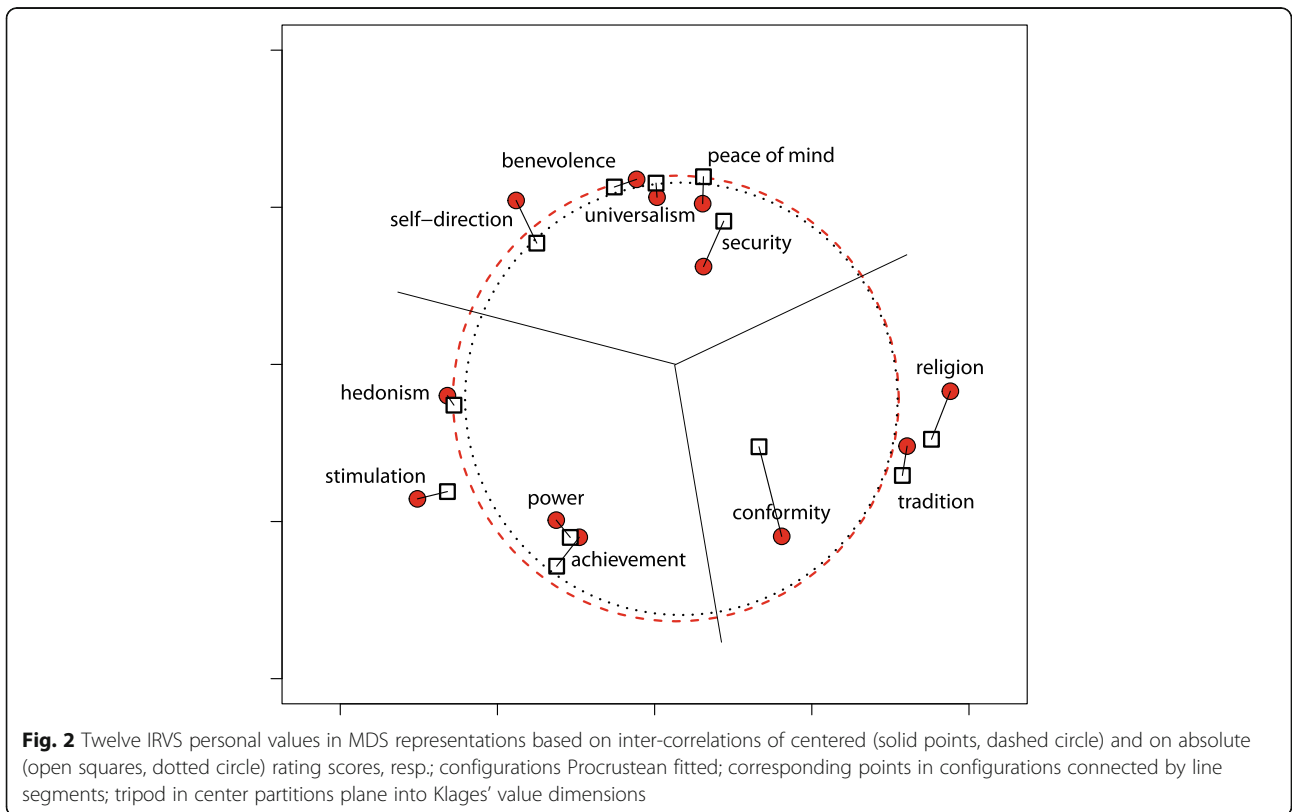 peace of mind
benevolence
universalism
self−direction
security
religion
hedonism
stimulation
power
conformity
tradition
achievement
Fig. 2 Twelve IRVS personal values in MDS representations based on inter-correlations of centered (solid points, dashed circle) and on absolute
(open squares, dotted circle) rating scores, resp.; configurations Procrustean fitted; corresponding points in configurations connected by line
segments; tripod in center partitions plane into Klages’ value dimensions